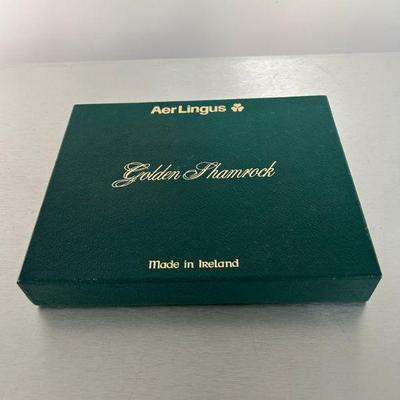 Aer Lingus
Golden Shamrock
Made in Ireland